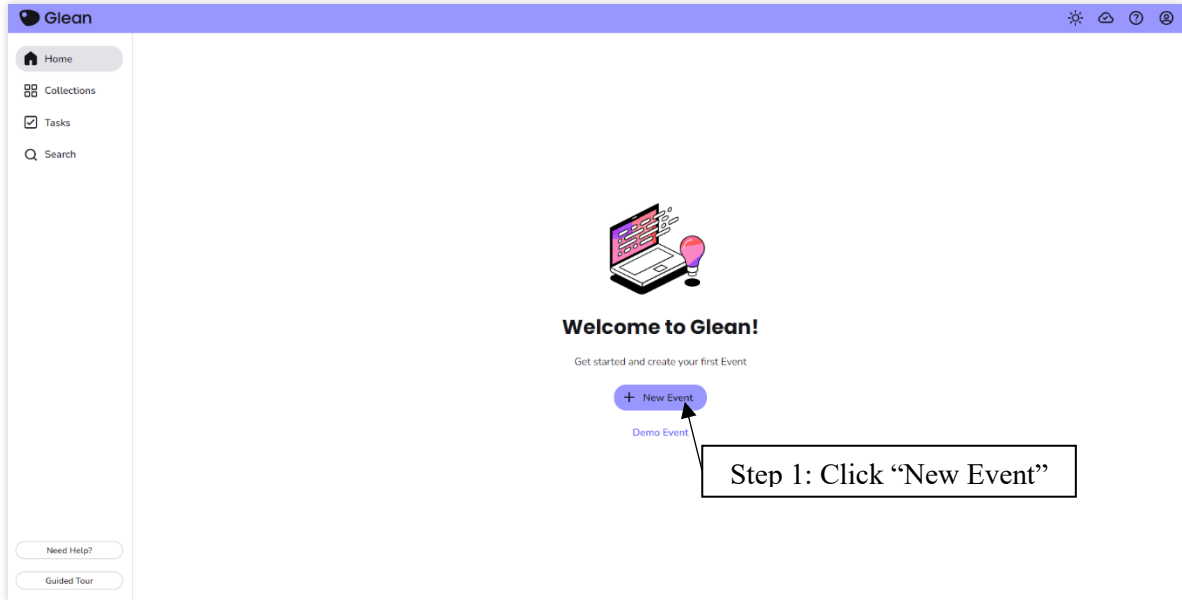 Glean
Home
Collections
Tasks
Search
Welcome to Glean!
Get started and create your first Event
+ New Event
Demo Event
Step 1: Click “New Event”
Need Help?
Guided Tour